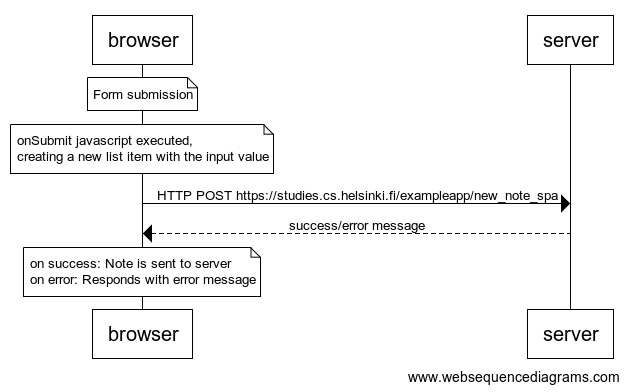 browser
server
Form submission
onSubmit javascript executed,
creating a new list item with the input value
HTTP POST https://studies.cs.helsinki.fi/exampleapp/new_note_spa
success/error message
on success: Note is sent to server
on error: Responds with error message
browser
server
www.websequencediagrams.com